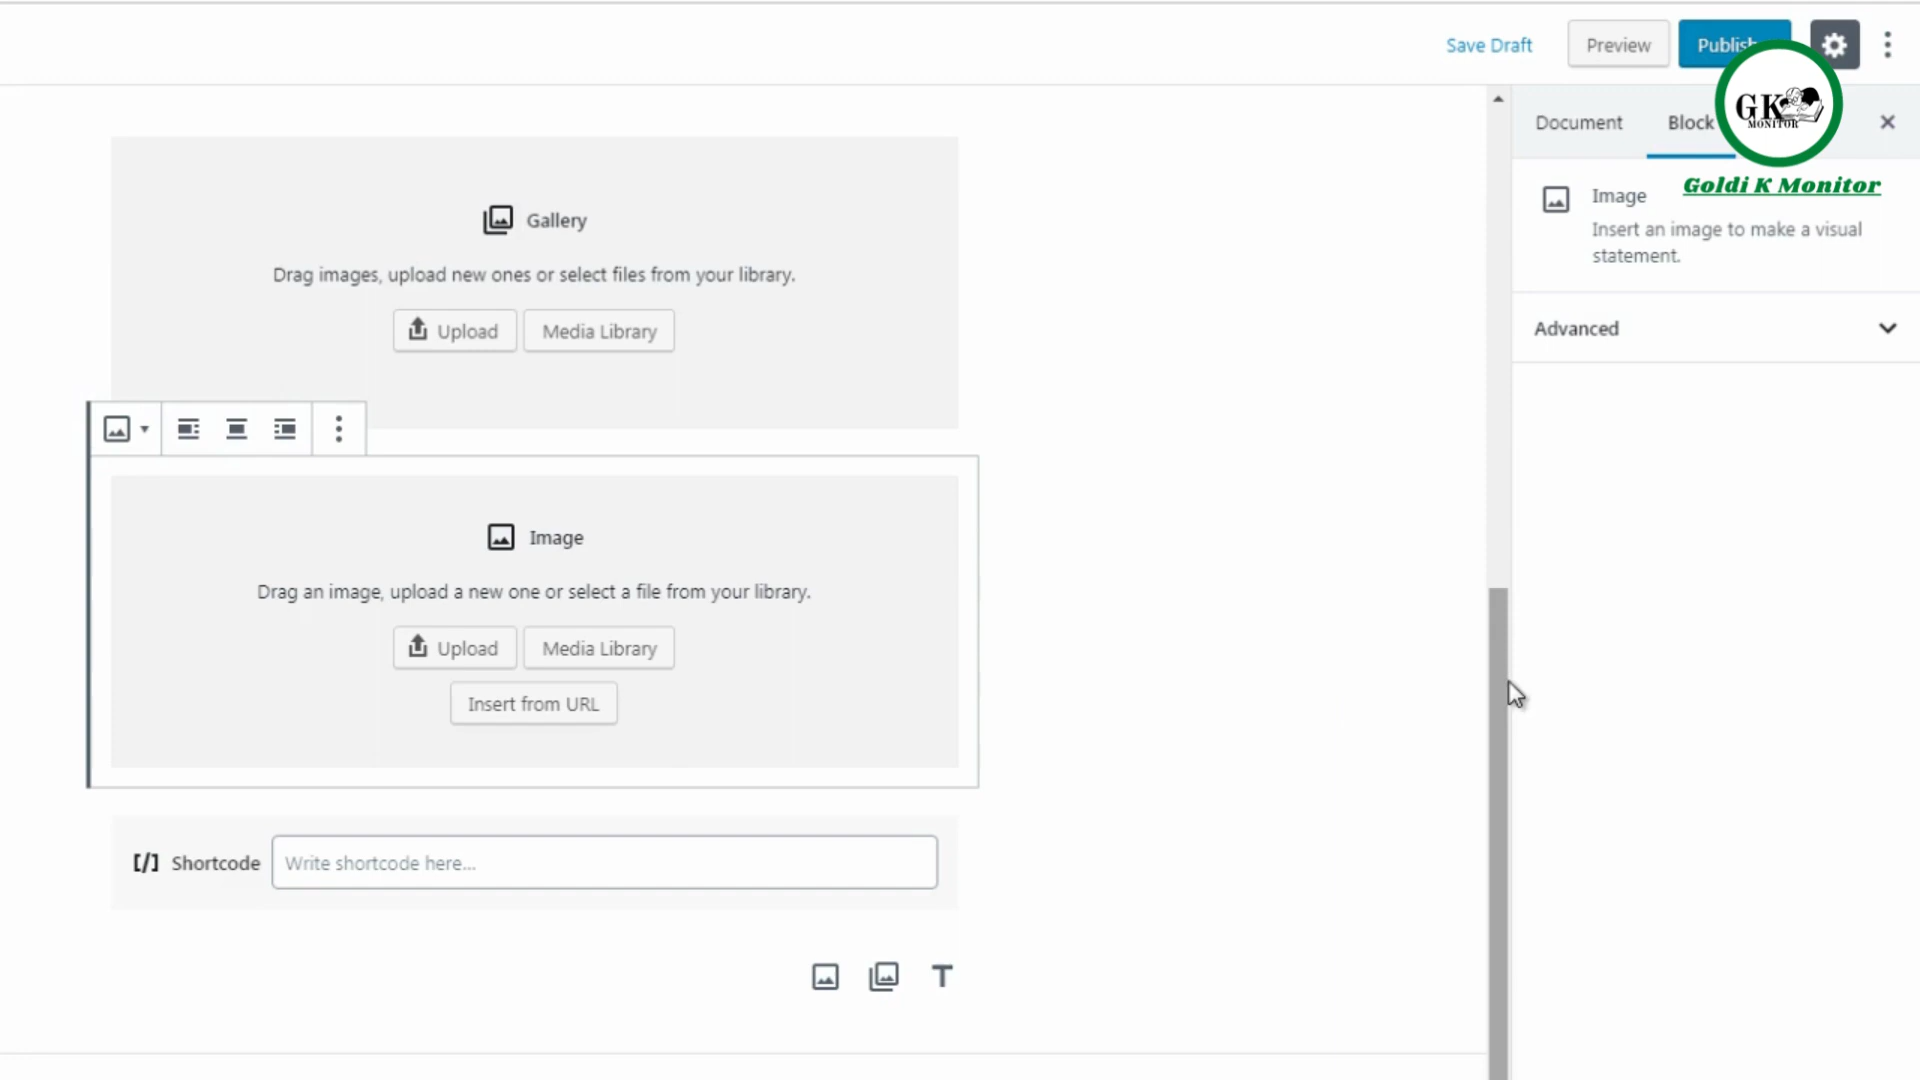 Save Draft
Preview
Publish
GK
MONITOR
Goldi K Monitor
Document
Block
Image
Insert an image to make a visual
statement.
Advanced
Gallery
Drag images, upload new ones or select files from your library.
Upload
Media Library
Image
Drag an image, upload a new one or select a file from your library.
Upload
Media Library
Insert from URL
[/] Shortcode
Write shortcode here...
T